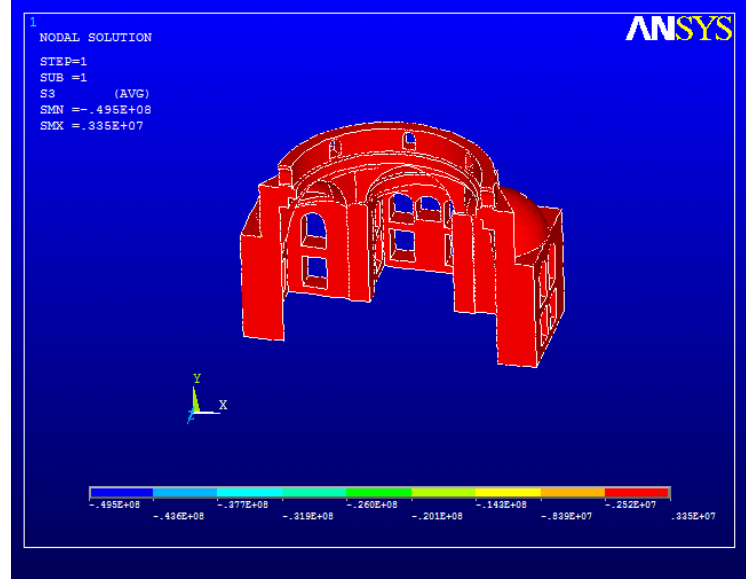 1
ANSYS
NODAL SOLUTION
STEP=1
SUB =1
S3 (AVG)
SMN =-.495E+08
SMX =.335E+07
Y
X
Z
-.495E+08 -.377E+08 -.260E+08 -.143E+08 -.252E+07
-.436E+08 -.319E+08 -.201E+08 -.839E+07 .335E+07